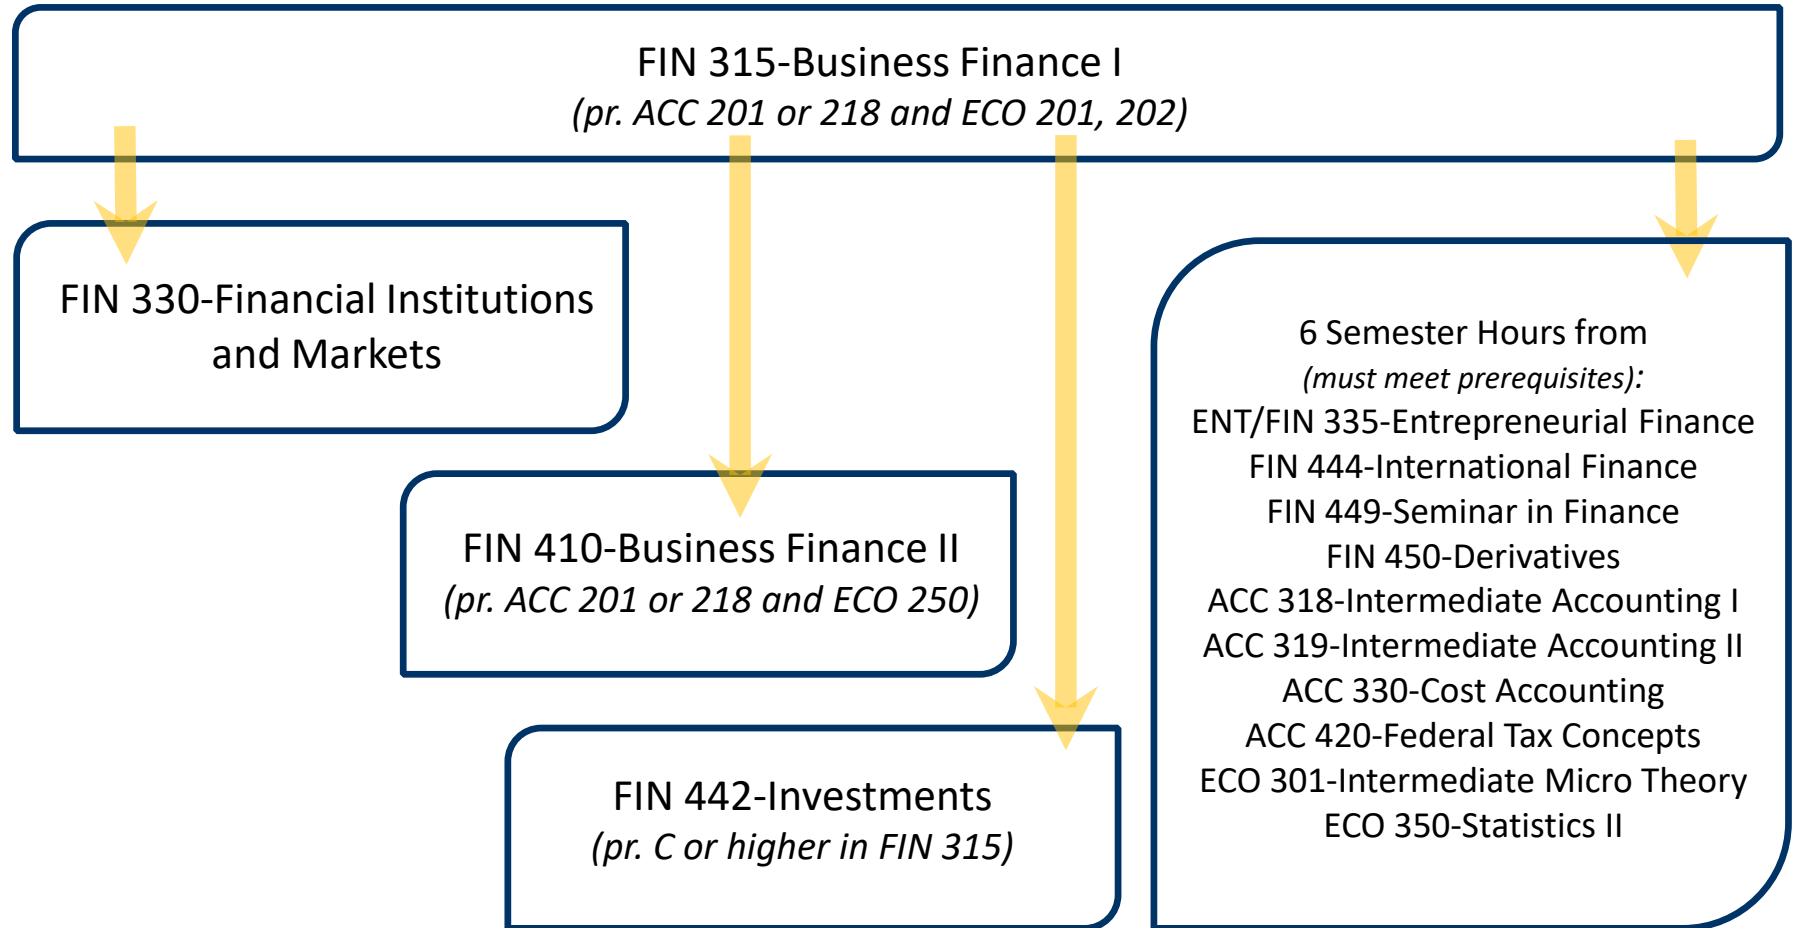 FIN 315-Business Finance I
(pr. ACC 201 or 218 and ECO 201, 202)
FIN 330-Financial Institutions
and Markets
FIN 410-Business Finance II
(pr. ACC 201 or 218 and ECO 250)
FIN 442-Investments
(pr. C or higher in FIN 315)
6 Semester Hours from
(must meet prerequisites):
ENT/FIN 335-Entrepreneurial Finance
FIN 444-International Finance
FIN 449-Seminar in Finance
FIN 450-Derivatives
ACC 318-Intermediate Accounting I
ACC 319-Intermediate Accounting II
ACC 330-Cost Accounting
ACC 420-Federal Tax Concepts
ECO 301-Intermediate Micro Theory
ECO 350-Statistics II